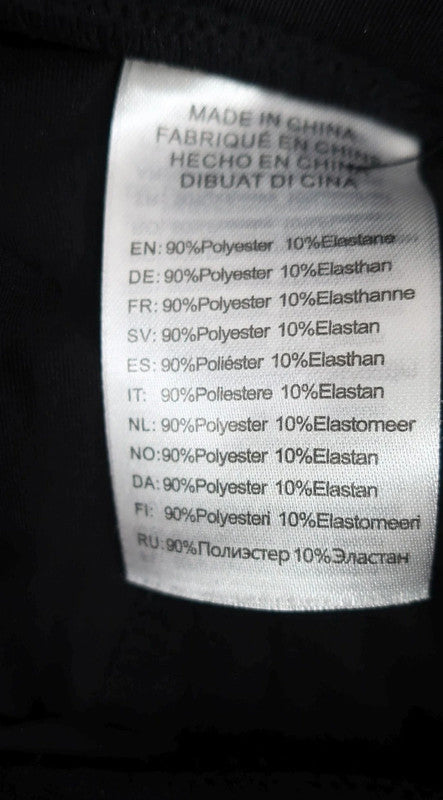 MADE IN CHINA
FABRIQUÉ EN CHINE
HECHO EN CHINA
DIBUAT DI CINA
EN: 90%Polyester 10%Elastane
DE: 90%Polyester 10%Elasthan
FR: 90%Polyester 10%Elasthanne
SV: 90%Polyester 10%Elastan
ES: 90%Poliéster 10%Elasthan
IT: 90%Poliestere 10%Elastan
NL: 90%Polyester 10%Elastomeer
NO:90%Polyester 10%Elastan
DA: 90%Polyester 10%Elastan
FI: 90%Polyesteri 10%Elastomeeri
RU:90%Полиэстер 10%Эластан